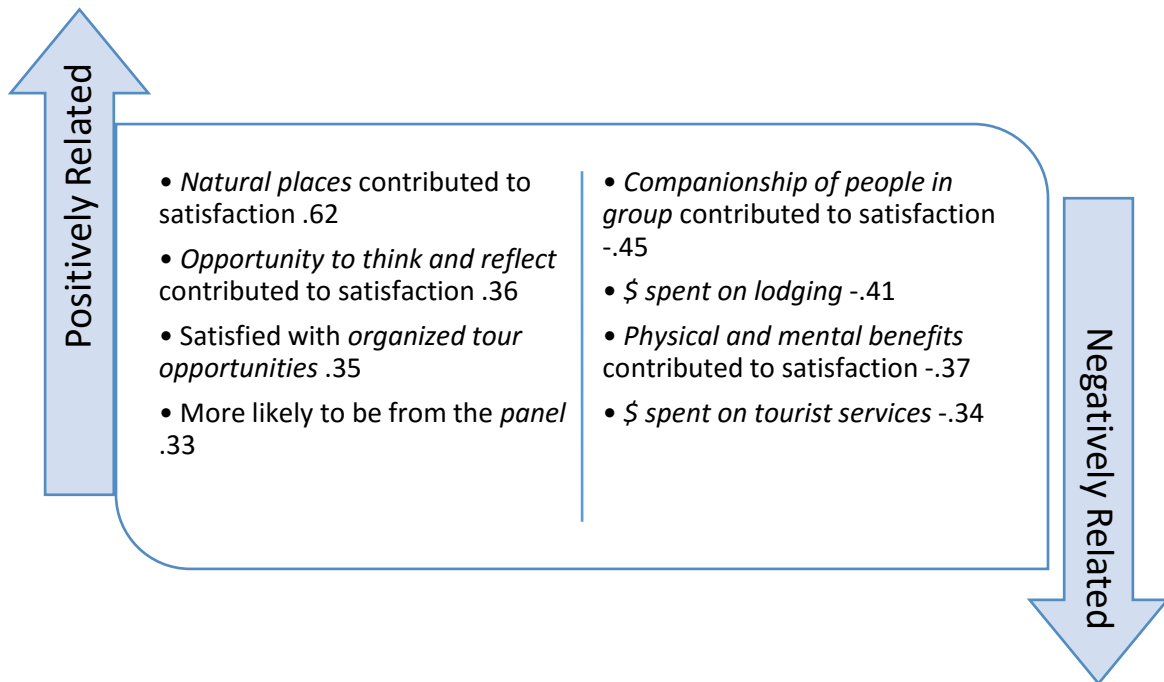 Positively Related
• Natural places contributed to
satisfaction .62
• Opportunity to think and reflect
contributed to satisfaction .36
• Satisfied with organized tour
opportunities .35
• More likely to be from the panel
.33
• Companionship of people in
group contributed to satisfaction
-.45
• $ spent on lodging -.41
• Physical and mental benefits
contributed to satisfaction -.37
• $ spent on tourist services -.34
Negatively Related